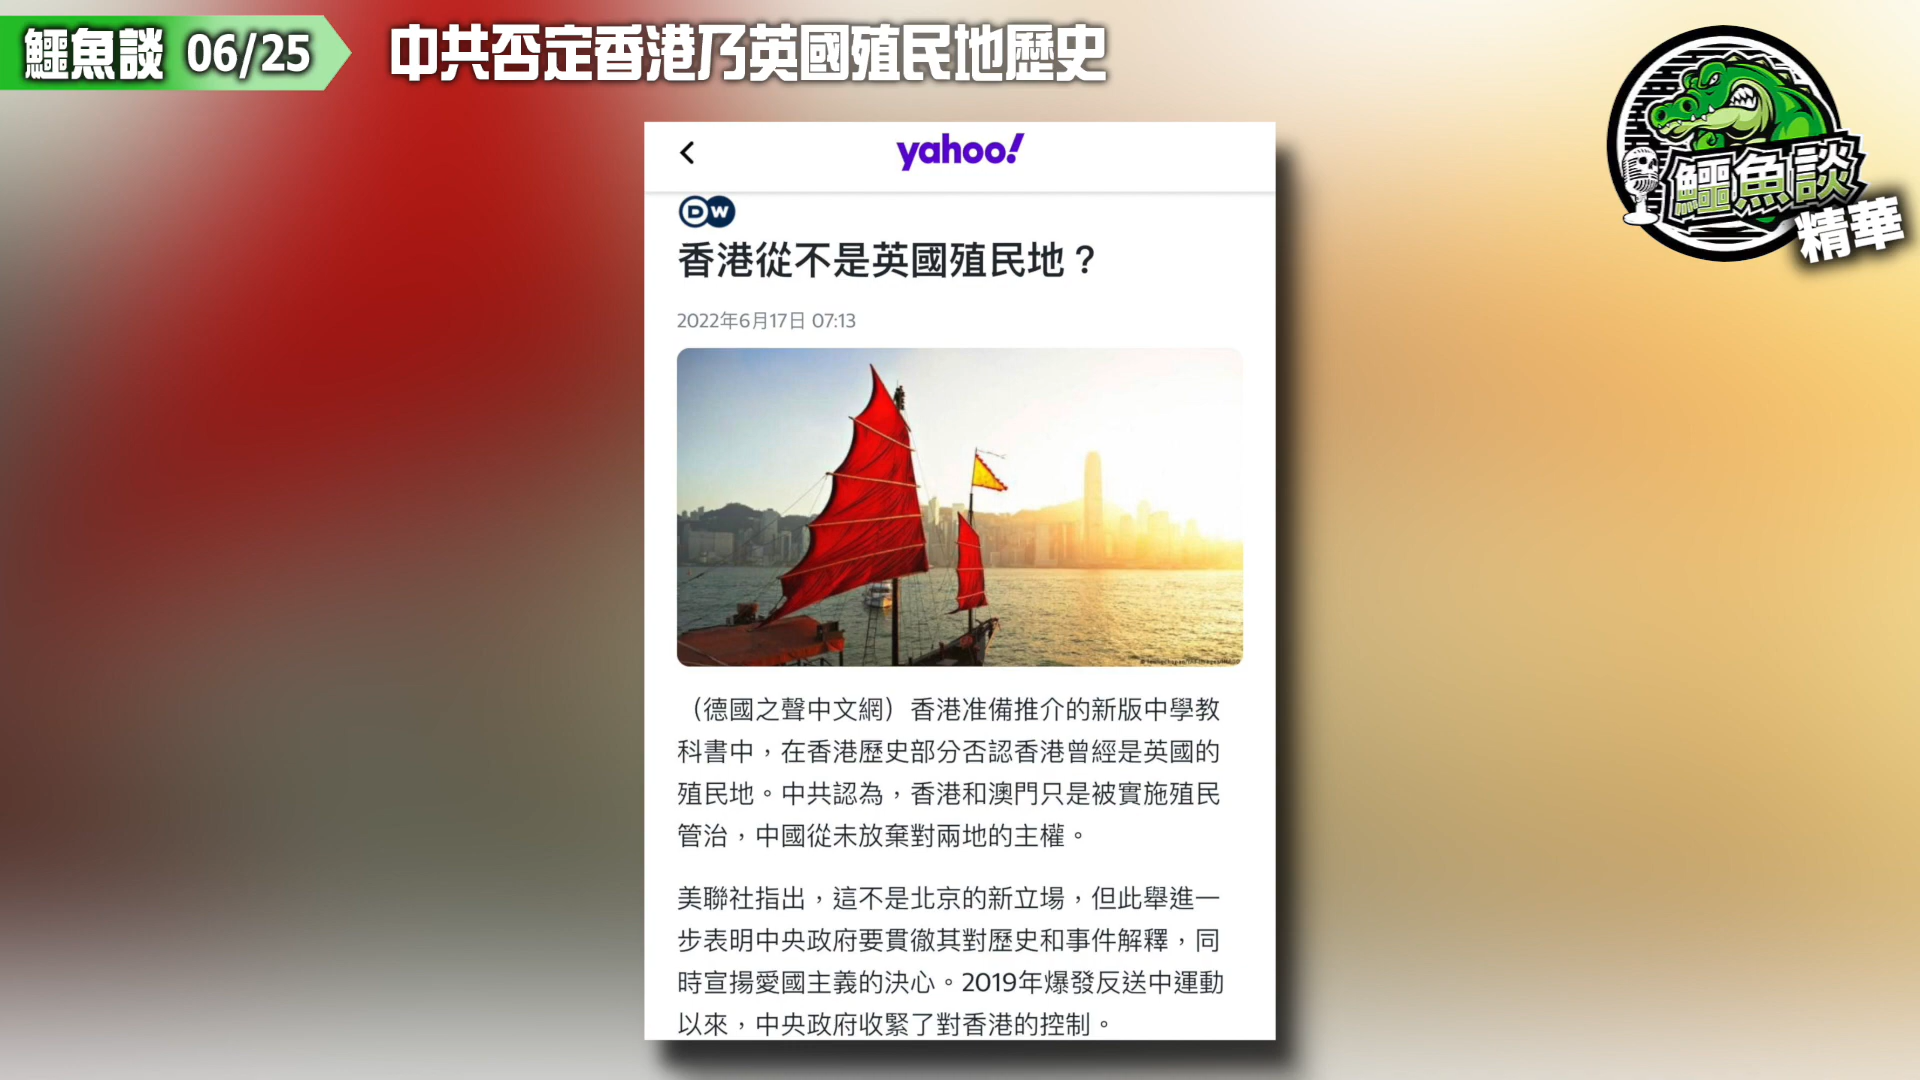 鱷魚談 06/25
中共否定香港乃英國殖民地歷史
鱷魚談
精華
yahoo!
DW
香港從不是英國殖民地？
2022年6月17日 07:13
（德國之聲中文網）香港准備推介的新版中學教
科書中，在香港歷史部分否認香港曾經是英國的
殖民地。中共認為，香港和澳門只是被實施殖民
管治，中國從未放棄對兩地的主權。
美聯社指出，這不是北京的新立場，但此舉進一
步表明中央政府要貫徹其對歷史和事件解釋，同
時宣揚愛國主義的決心。2019年爆發反送中運動
以來，中央政府收緊了對香港的控制。